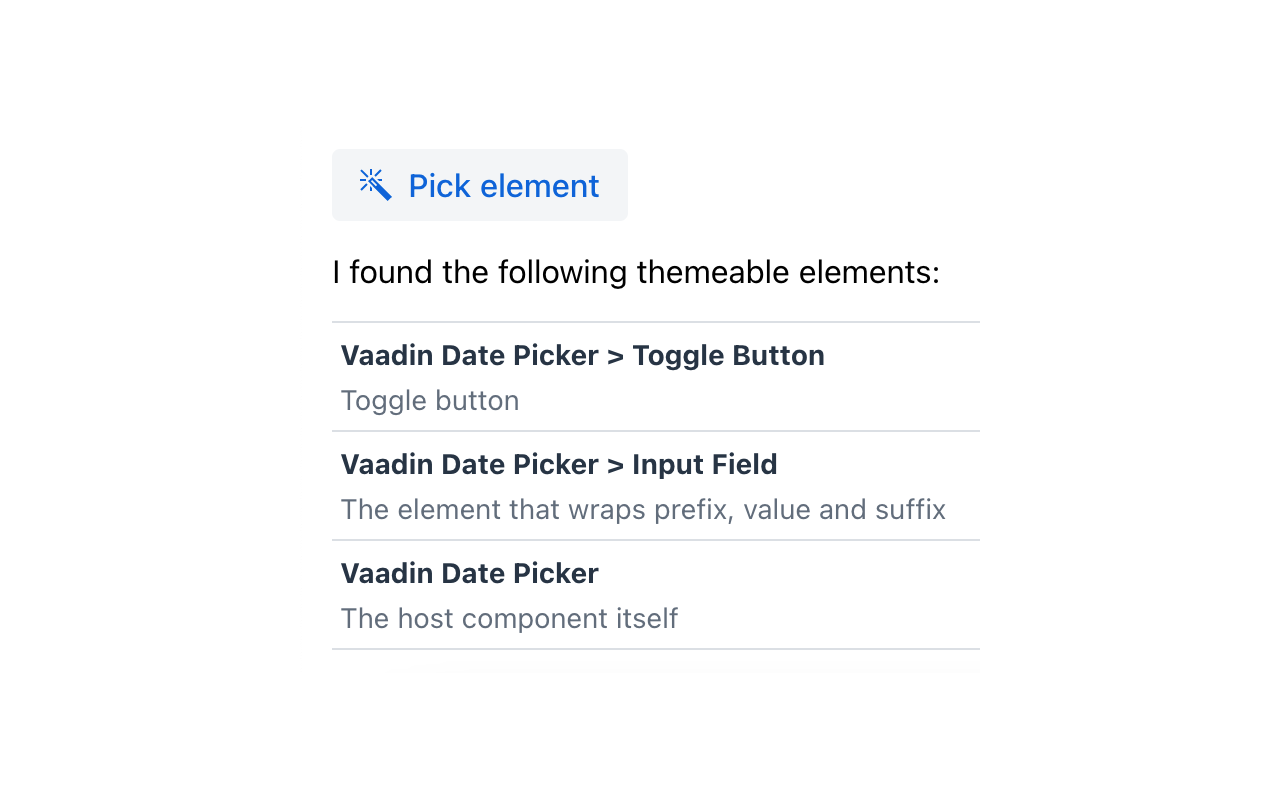 Pick element
I found the following themeable elements:
Vaadin Date Picker > Toggle Button
Toggle button
Vaadin Date Picker > Input Field
The element that wraps prefix, value and suffix
Vaadin Date Picker
The host component itself